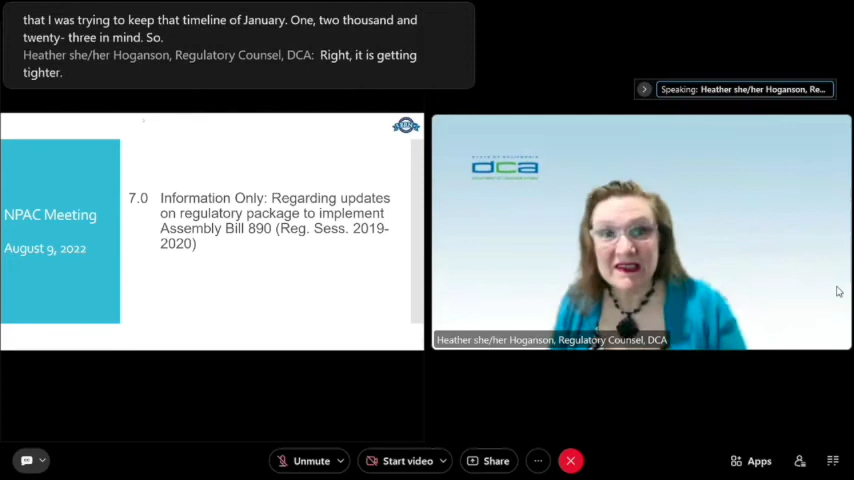 that I was trying to keep that timeline of January. One, two thousand and
twenty- three in mind. So.
Heather she/her Hoganson, Regulatory Counsel, DCA: Right, it is getting
tighter.
Speaking: Heather she/her Hoganson, Re...
NPAC Meeting
August 9, 2022
7.0 Information Only: Regarding updates
on regulatory package to implement
Assembly Bill 890 (Reg. Sess. 2019-
2020)
STATE OF CALIFORNIA
dca
Heather she/her Hoganson, Regulatory Counsel, DCA
Unmute
Start video
Share
Apps